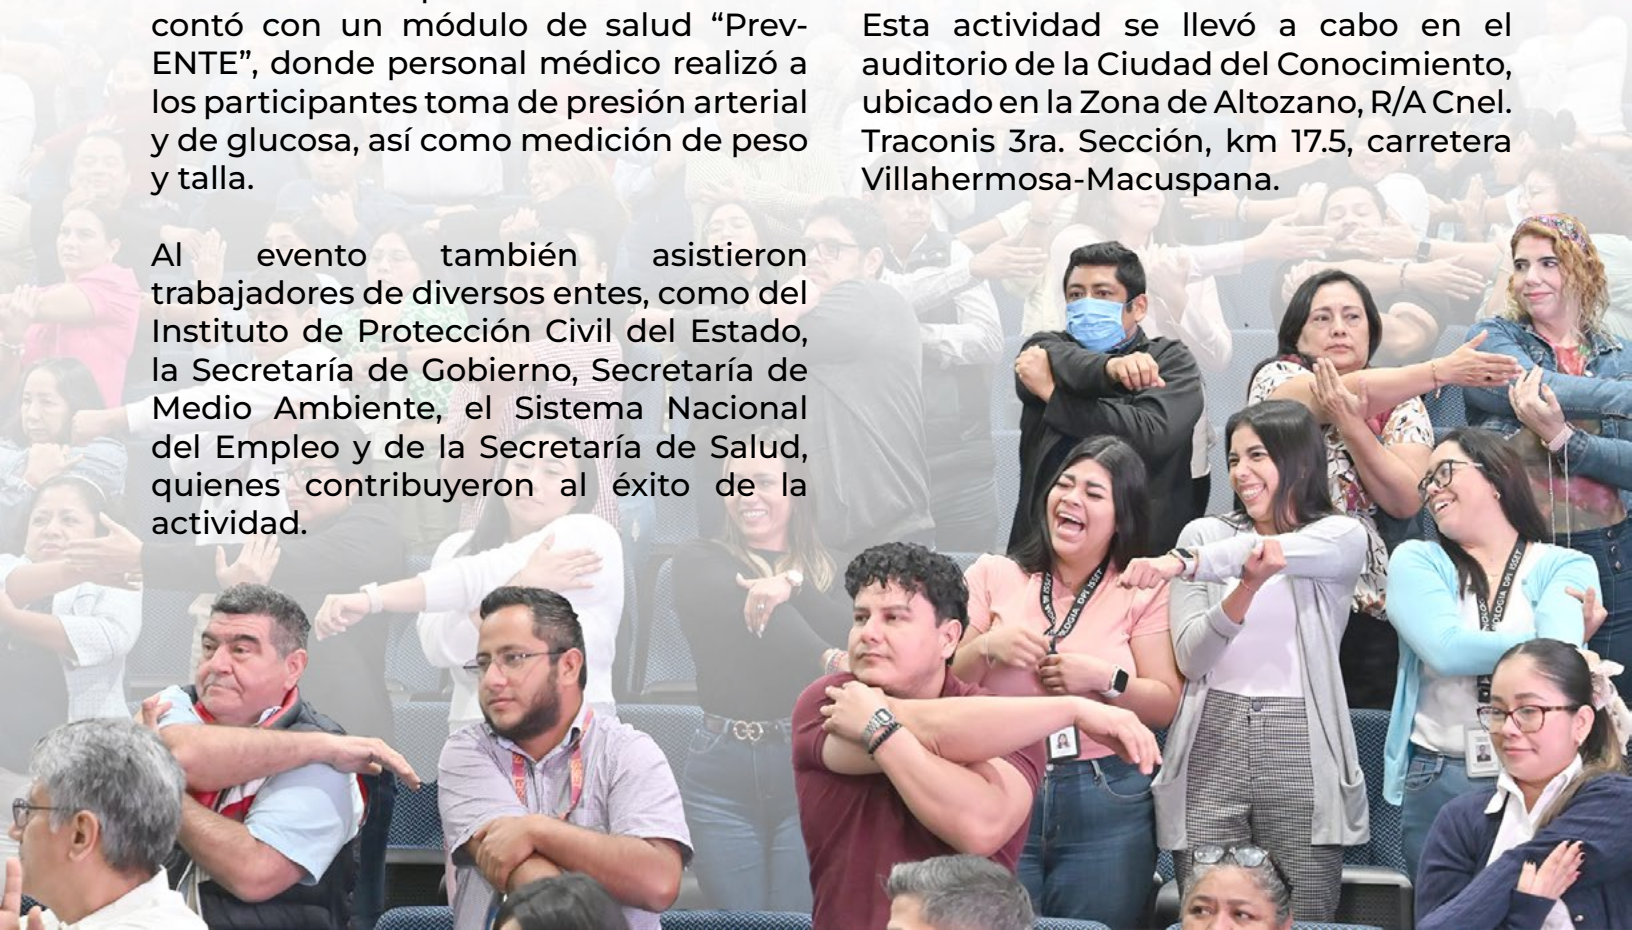 contó con un módulo de salud “Prev-
ENTE”, donde personal médico realizó a
los participantes toma de presión arterial
y de glucosa, así como medición de peso
y talla.
Al evento también asistieron
trabajadores de diversos entes, como del
Instituto de Protección Civil del Estado,
la Secretaría de Gobierno, Secretaría de
Medio Ambiente, el Sistema Nacional
del Empleo y de la Secretaría de Salud,
quienes contribuyeron al éxito de la
actividad.
Esta actividad se llevó a cabo en el
auditorio de la Ciudad del Conocimiento,
ubicado en la Zona de Altozano, R/A Cnel.
Traconis 3ra. Sección, km 17.5, carretera
Villahermosa-Macuspana.
DPI ISSET